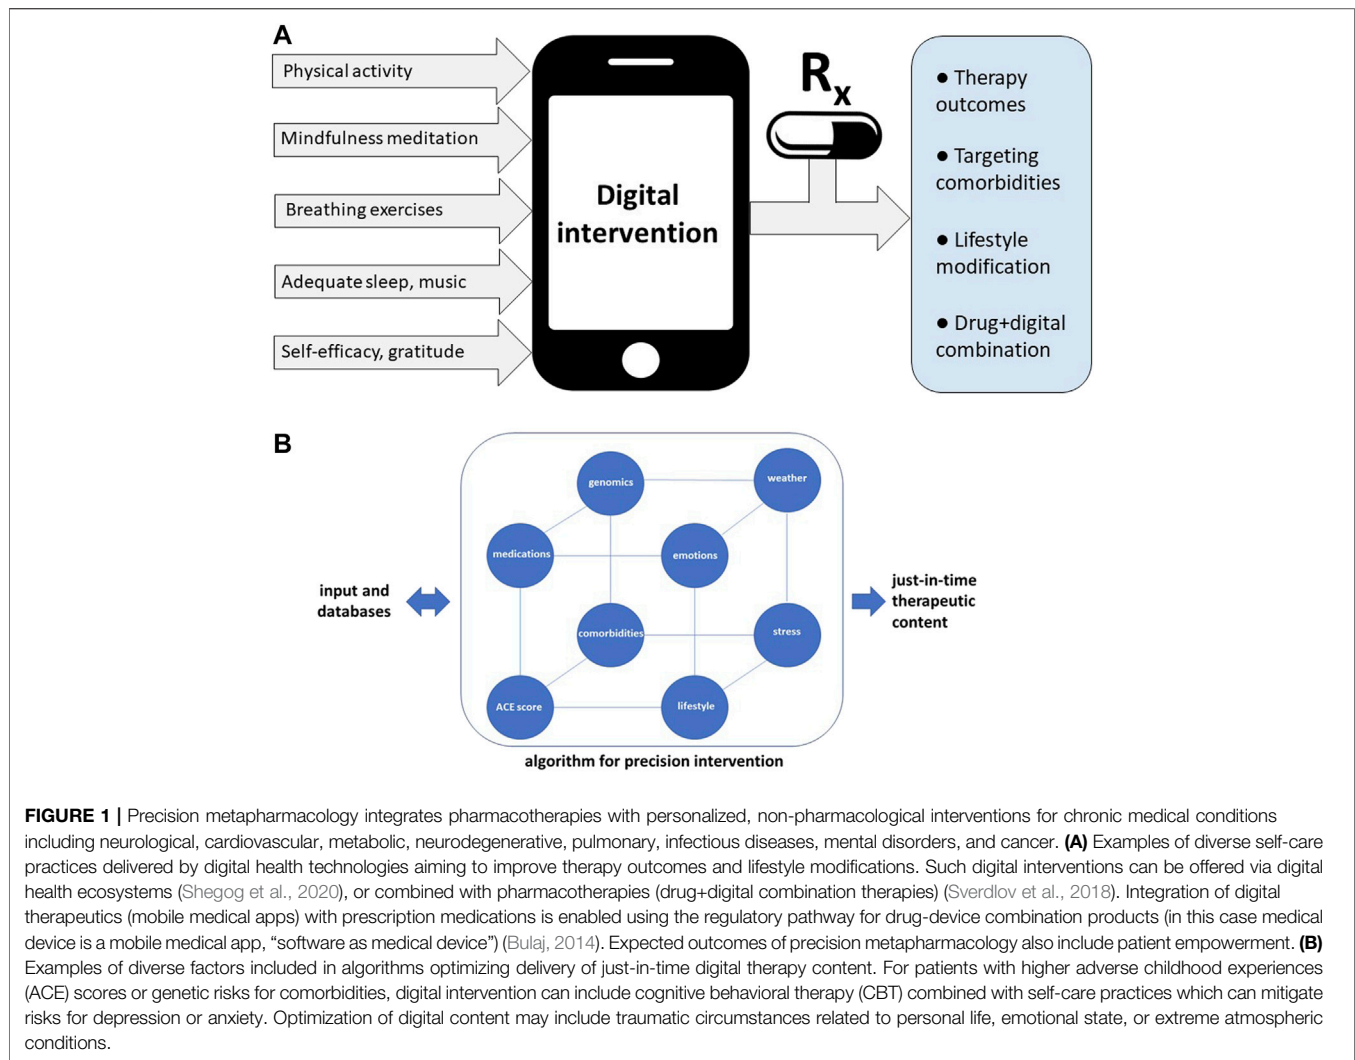 A
Physical activity
Mindfulness meditation
Breathing exercises
Adequate sleep, music
Self-efficacy, gratitude
Digital
intervention
Rx
● Therapy
outcomes
● Targeting
comorbidities
● Lifestyle
modification
● Drug+digital
combination
B
input and
databases
genomics
weather
medications
emotions
comorbidities
stress
ACE score
lifestyle
just-in-time
therapeutic
content
algorithm for precision intervention
FIGURE 1 | Precision metapharmacology integrates pharmacotherapies with personalized, non-pharmacological interventions for chronic medical conditions
including neurological, cardiovascular, metabolic, neurodegenerative, pulmonary, infectious diseases, mental disorders, and cancer. (A) Examples of diverse self-care
practices delivered by digital health technologies aiming to improve therapy outcomes and lifestyle modifications. Such digital interventions can be offered via digital
health ecosystems (Shegog et al., 2020), or combined with pharmacotherapies (drug+digital combination therapies) (Sverdlov et al., 2018). Integration of digital
therapeutics (mobile medical apps) with prescription medications is enabled using the regulatory pathway for drug-device combination products (in this case medical
device is a mobile medical app, “software as medical device”) (Bulaj, 2014). Expected outcomes of precision metapharmacology also include patient empowerment. (B)
Examples of diverse factors included in algorithms optimizing delivery of just-in-time digital therapy content. For patients with higher adverse childhood experiences
(ACE) scores or genetic risks for comorbidities, digital intervention can include cognitive behavioral therapy (CBT) combined with self-care practices which can mitigate
risks for depression or anxiety. Optimization of digital content may include traumatic circumstances related to personal life, emotional state, or extreme atmospheric
conditions.